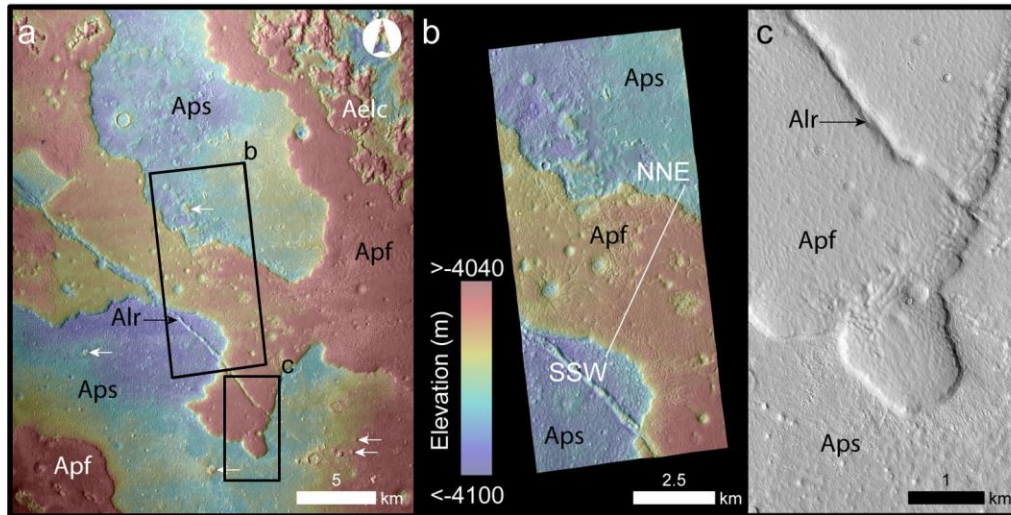 a
Aps
Aelc
b
Apf
Alr
Aps
c
Apf
5
km
b
Aps
NNE
Apf
>-4040
Elevation (m)
<-4100
SSW
Aps
2.5
km
c
Alr
Apf
Aps
1
km